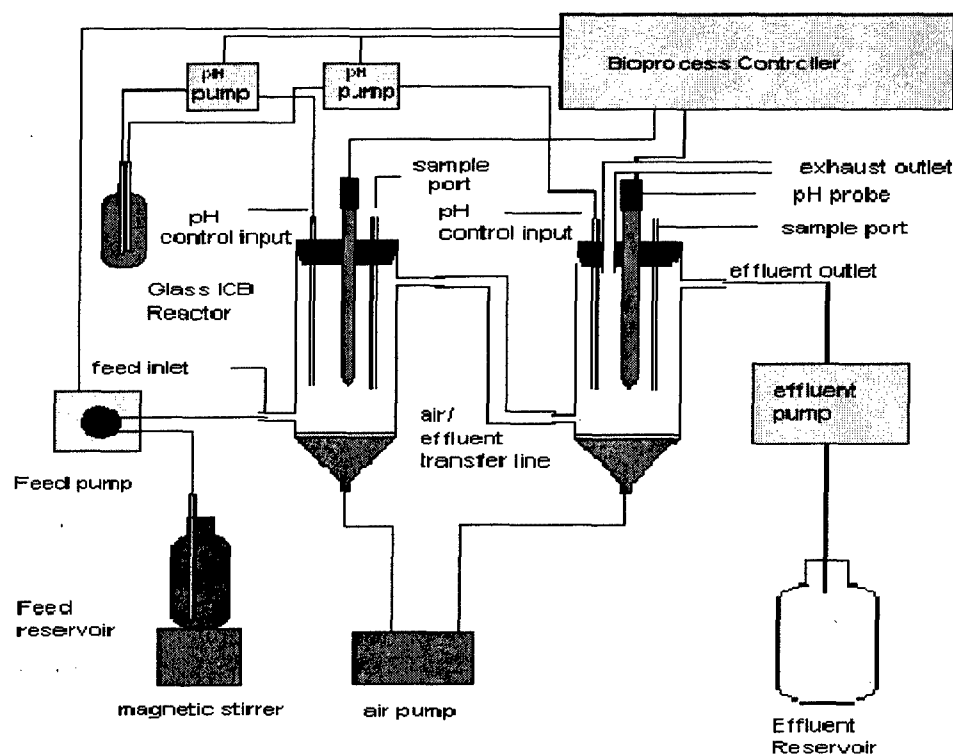 Bioprocess Controller
pH
pump
pH
pump
sample
port
exhaust outlet
pH probe
pH
control input
pH
control input
sample port
effluent outlet
Glass ICBI
Reactor
feed inlet
air/
effluent
transfer line
effluent
pump
Feed pump
Feed
reservoir
magnetic stirrer
air pump
Effluent
Reservoir